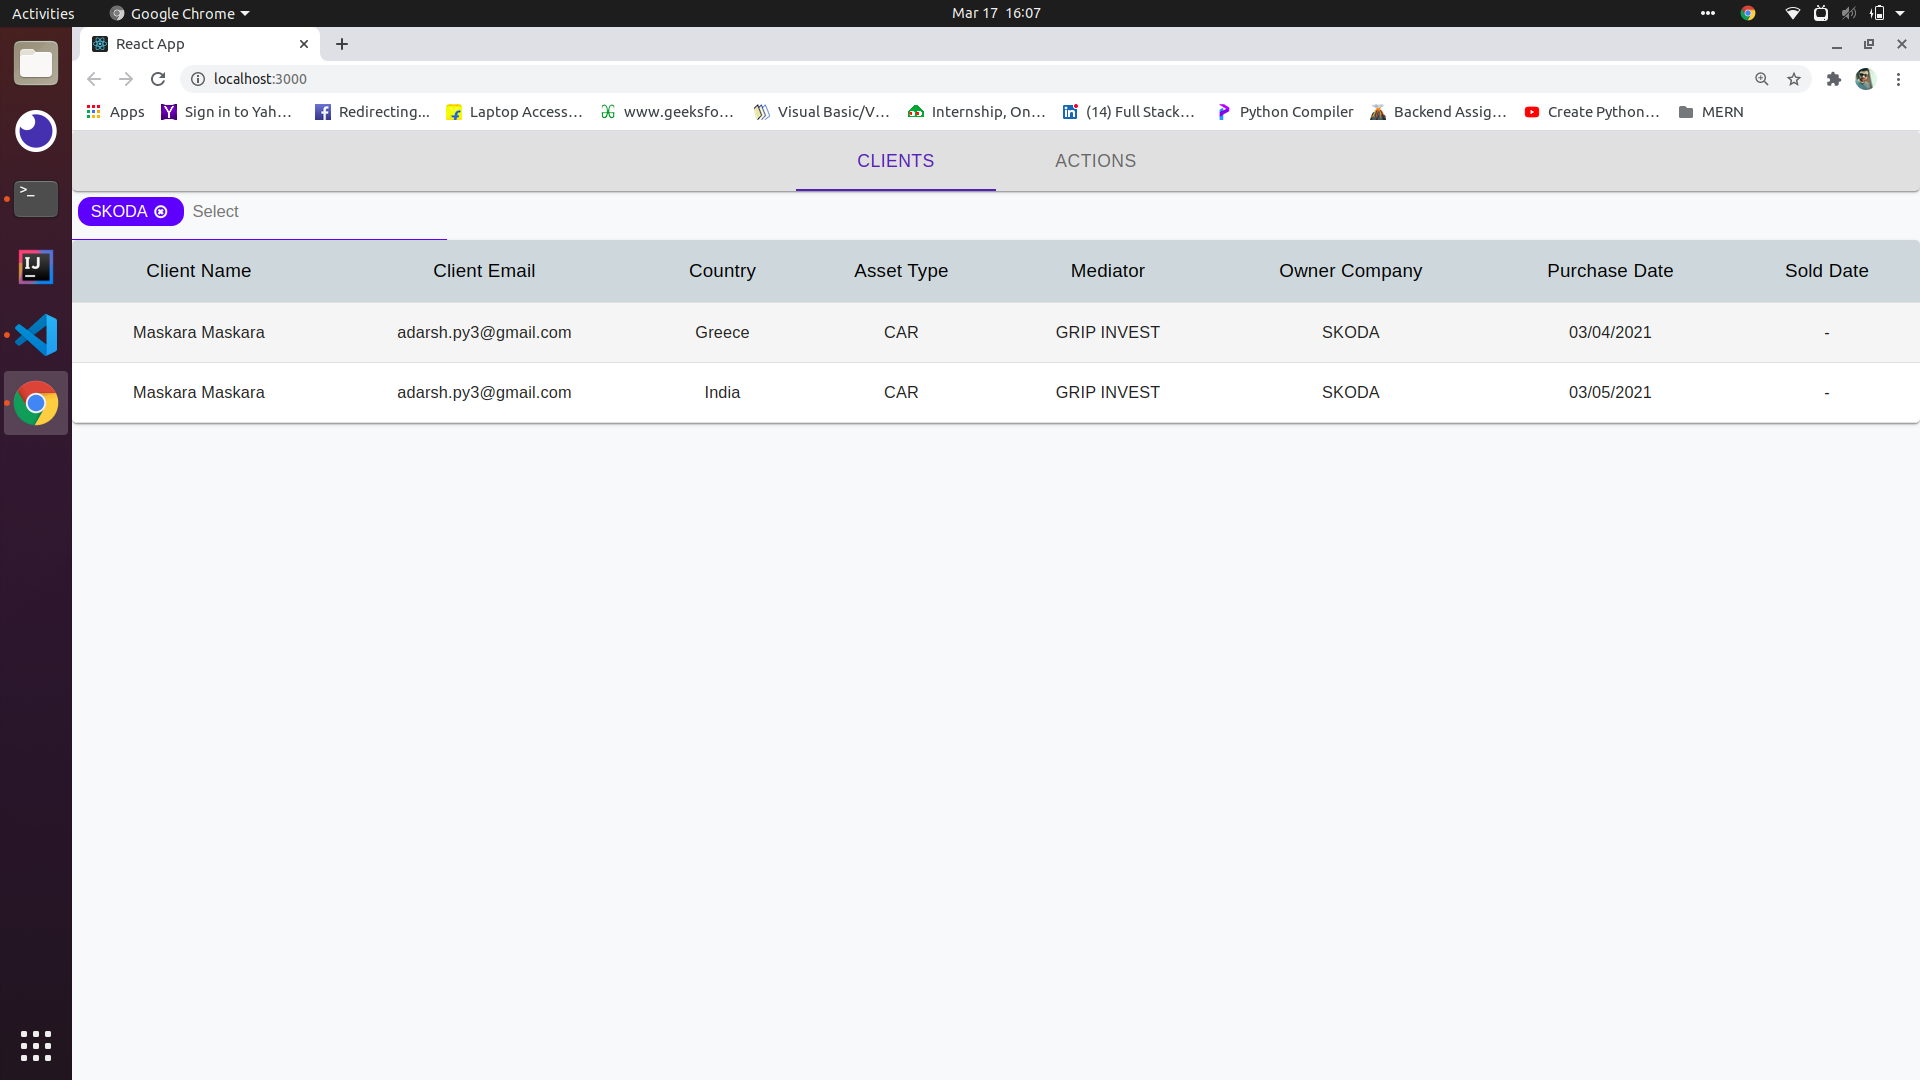 Activities Google Chrome Mar 17 16:07
React App
localhost:3000
Apps Sign in to Yah... Redirecting... Laptop Access... www.geeksfo... Visual Basic/V... Internship, On... (14) Full Stack... Python Compiler Backend Assig... Create Python... MERN
CLIENTS ACTIONS
SKODA Select
Client Name Client Email Country Asset Type Mediator Owner Company Purchase Date Sold Date
Maskara Maskara adarsh.py3@gmail.com Greece CAR GRIP INVEST SKODA 03/04/2021 -
Maskara Maskara adarsh.py3@gmail.com India CAR GRIP INVEST SKODA 03/05/2021 -